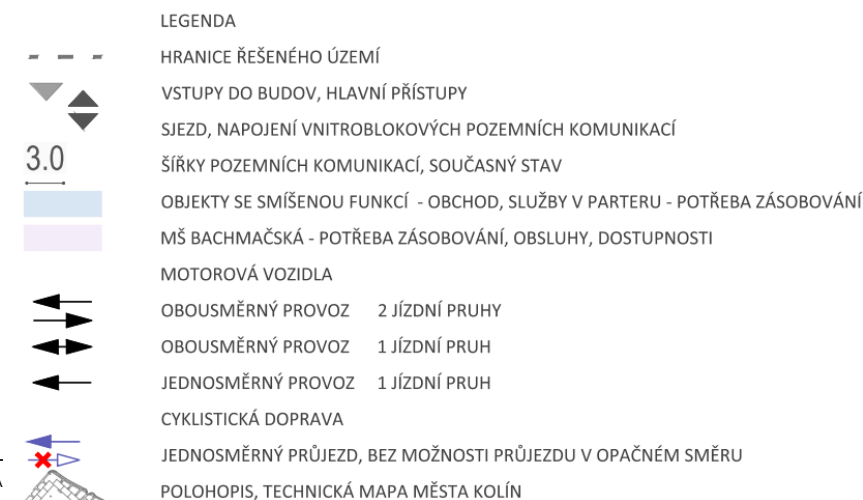 LEGENDA
HRANICE ŘEŠENÉHO ÚZEMÍ
VSTUPY DO BUDOV, HLAVNÍ PŘÍSTUPY
SJEZD, NAPOJENÍ VNITROBLOKOVÝCH POZEMNÍCH KOMUNIKACÍ
3.0 ŠÍŘKY POZEMNÍCH KOMUNIKACÍ, SOUČASNÝ STAV
OBJEKTY SE SMÍŠENOU FUNKCÍ - OBCHOD, SLUŽBY V PARTERU - POTŘEBA ZÁSOBOVÁNÍ
MŠ BACHMAČSKÁ - POTŘEBA ZÁSOBOVÁNÍ, OBSLUHY, DOSTUPNOSTI
MOTOROVÁ VOZIDLA
OBOUSMĚRNÝ PROVOZ 2 JÍZDNÍ PRUHY
OBOUSMĚRNÝ PROVOZ 1 JÍZDNÍ PRUH
JEDNOSMĚRNÝ PROVOZ 1 JÍZDNÍ PRUH
CYKLISTICKÁ DOPRAVA
JEDNOSMĚRNÝ PRŮJEZD, BEZ MOŽNOSTI PRŮJEZDU V OPAČNÉM SMĚRU
POLOHOPIS, TECHNICKÁ MAPA MĚSTA KOLÍN